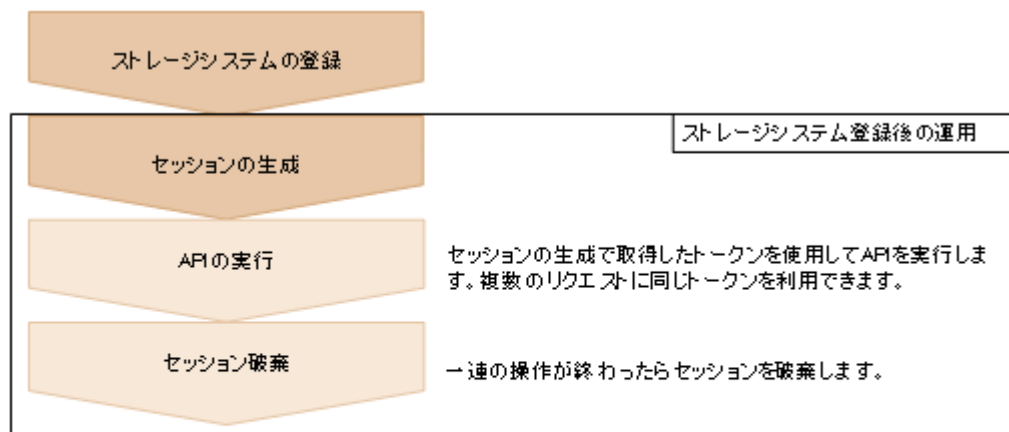 ストレージシステムの登録
ストレージシステム登録後の運用
セッションの生成
APIの実行
セッションの生成で取得したトークンを使用してAPIを実行しま
す。複数のリクエストに同じトークンを利用できます。
セッション破棄
一連の操作が終わったらセッションを破棄します。